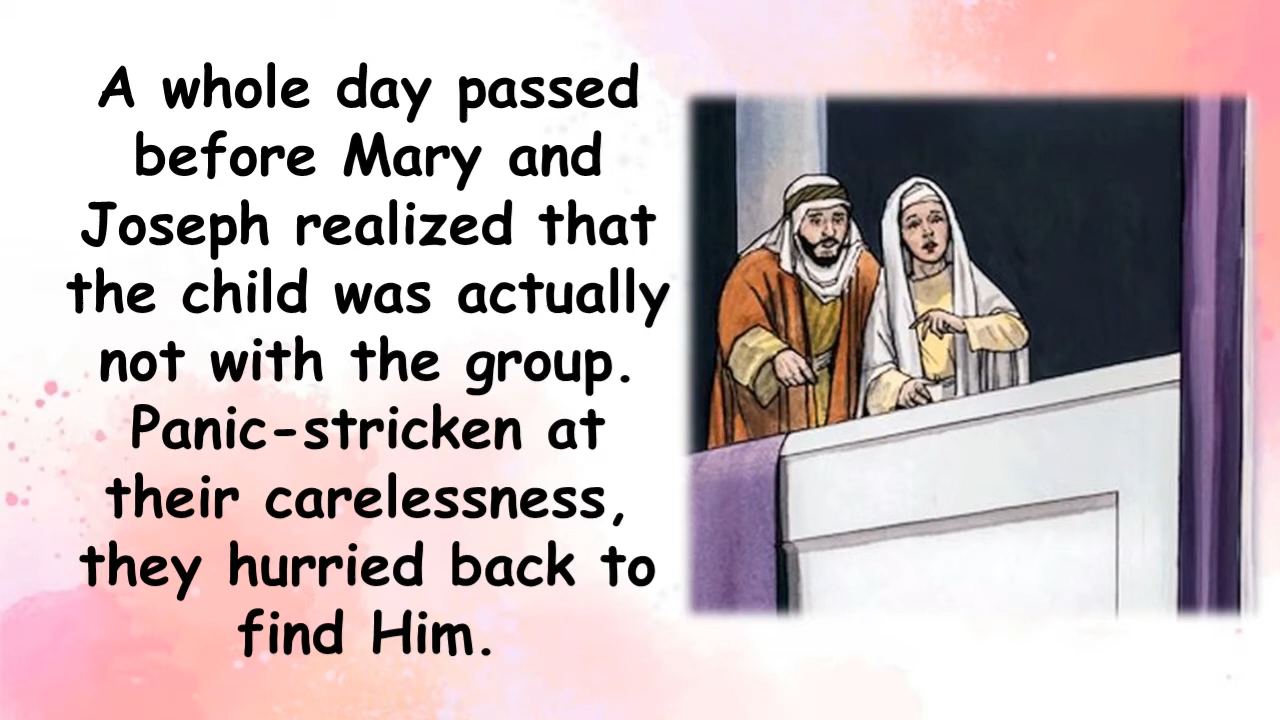 A whole day passed
before Mary and
Joseph realized that
the child was actually
not with the group.
Panic-stricken at
their carelessness,
they hurried back to
find Him.